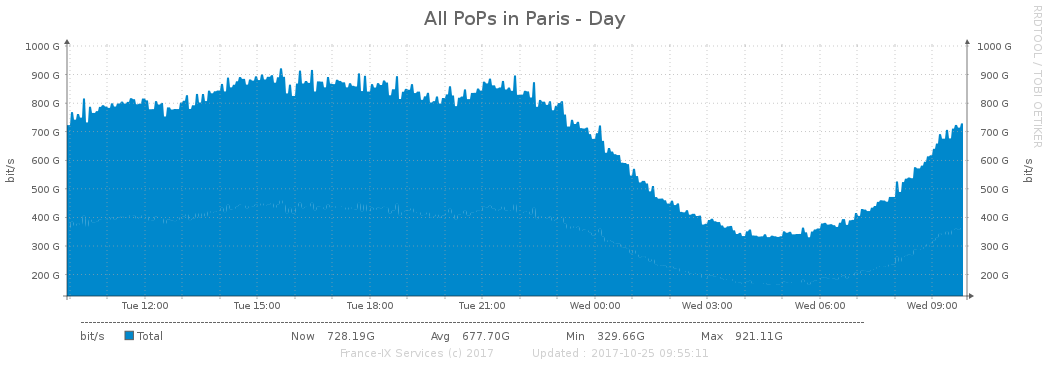 All PoPs in Paris - Day
RRDTOOL / TOBI OETIKER
bit/s
1000 G 1000 G
900 G 900 G
800 G 800 G
700 G 700 G
600 G 600 G
500 G 500 G
400 G 400 G
300 G 300 G
200 G 200 G
bit/s
Tue 12:00 Tue 15:00 Tue 18:00 Tue 21:00 Wed 00:00 Wed 03:00 Wed 06:00 Wed 09:00
bit/s Total Now 728.19G Avg 677.70G Min 329.66G Max 921.11G
France-IX Services (c) 2017 Updated : 2017-10-25 09:55:11